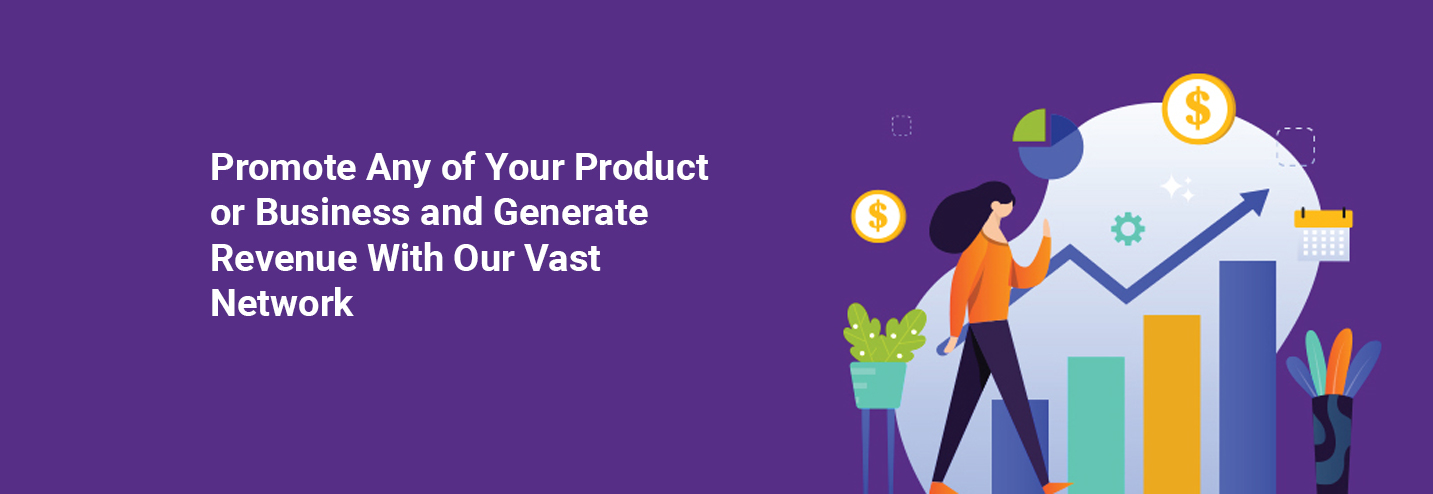 Promote Any of Your Product
or Business and Generate
Revenue With Our Vast
Network
$
$